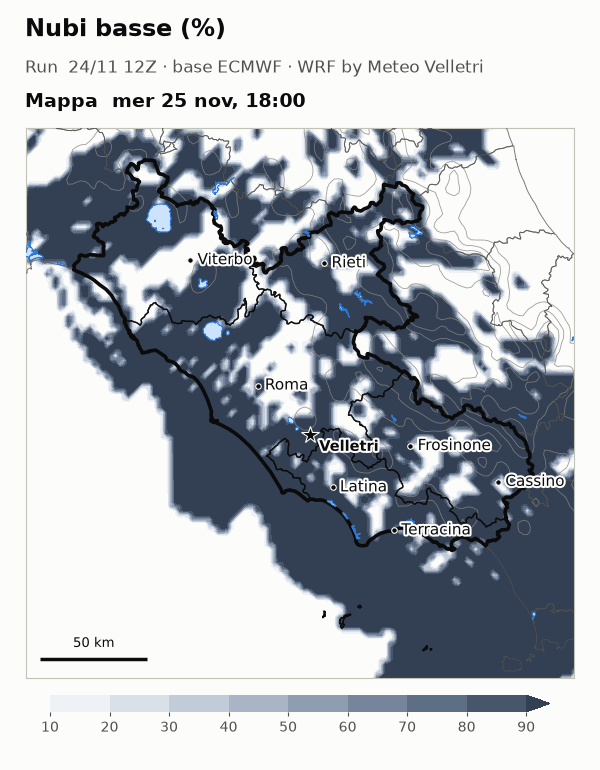 Nubi basse (%)
Run  24/11 12Z · base ECMWF · WRF by Meteo Velletri
Mappa  mer 25 nov, 18:00
Viterbo
Rieti
Roma
Velletri
Frosinone
Cassino
Latina
Terracina
50 km
10 20 30 40 50 60 70 80 90